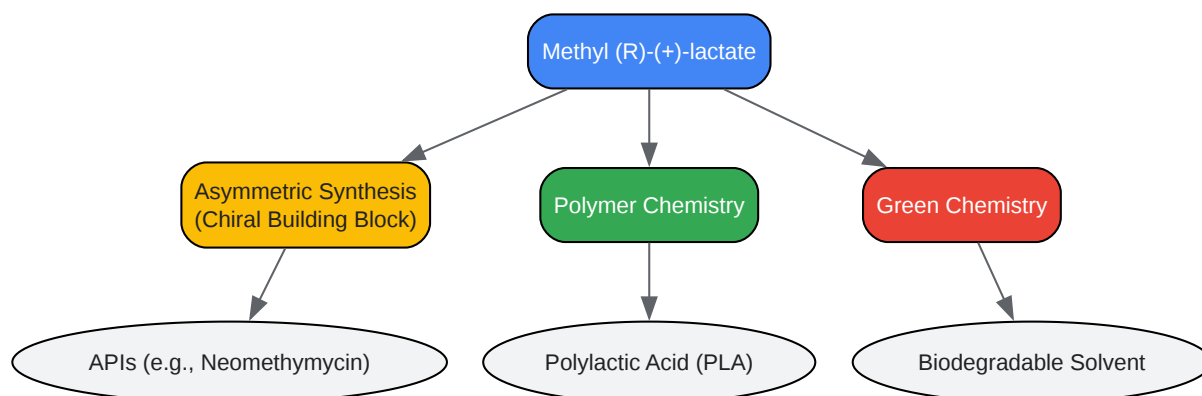 Methyl (R)-(+)-lactate
Asymmetric Synthesis
(Chiral Building Block)
Polymer Chemistry
Green Chemistry
APIs (e.g., Neomethymycin)
Polylactic Acid (PLA)
Biodegradable Solvent